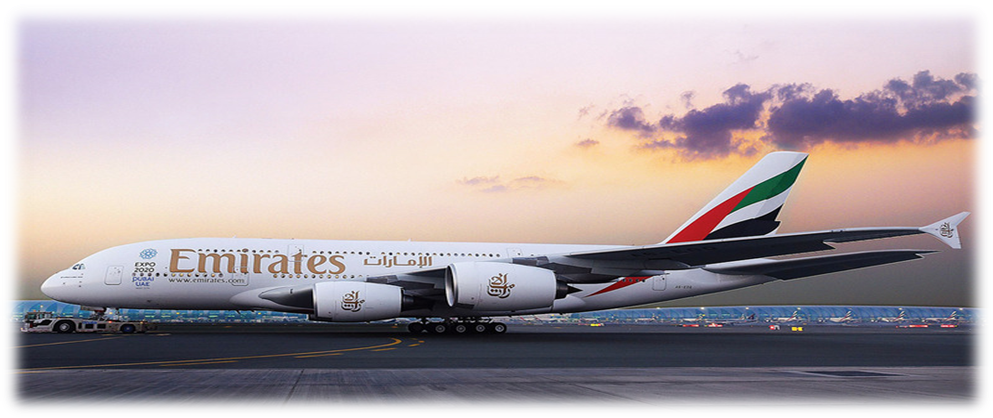 Emirates الإمارات
www.emirates.com
EXPO
2020
DUBAI
UAE